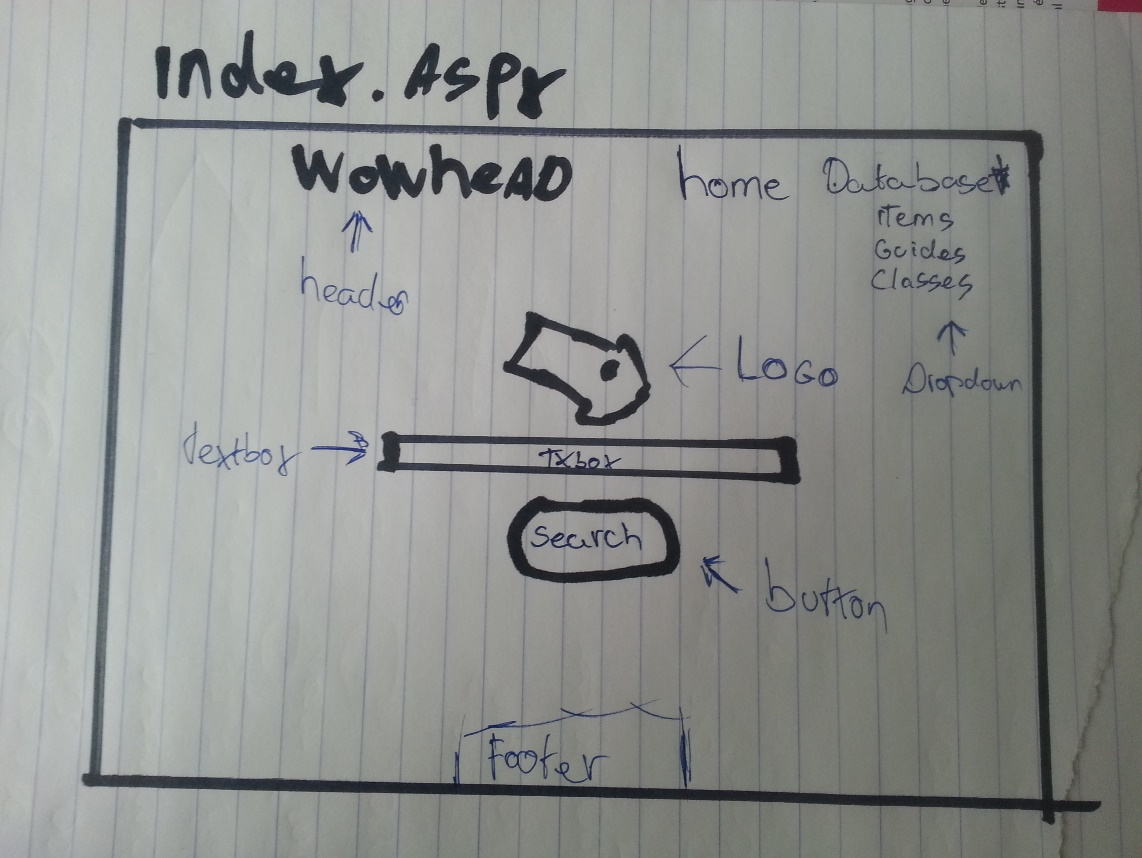 Index.Aspx
WowheAD home Database
items
Guides
Classes
header
LOGO
Dropdown
textbox
txbox
Search
button
Footer